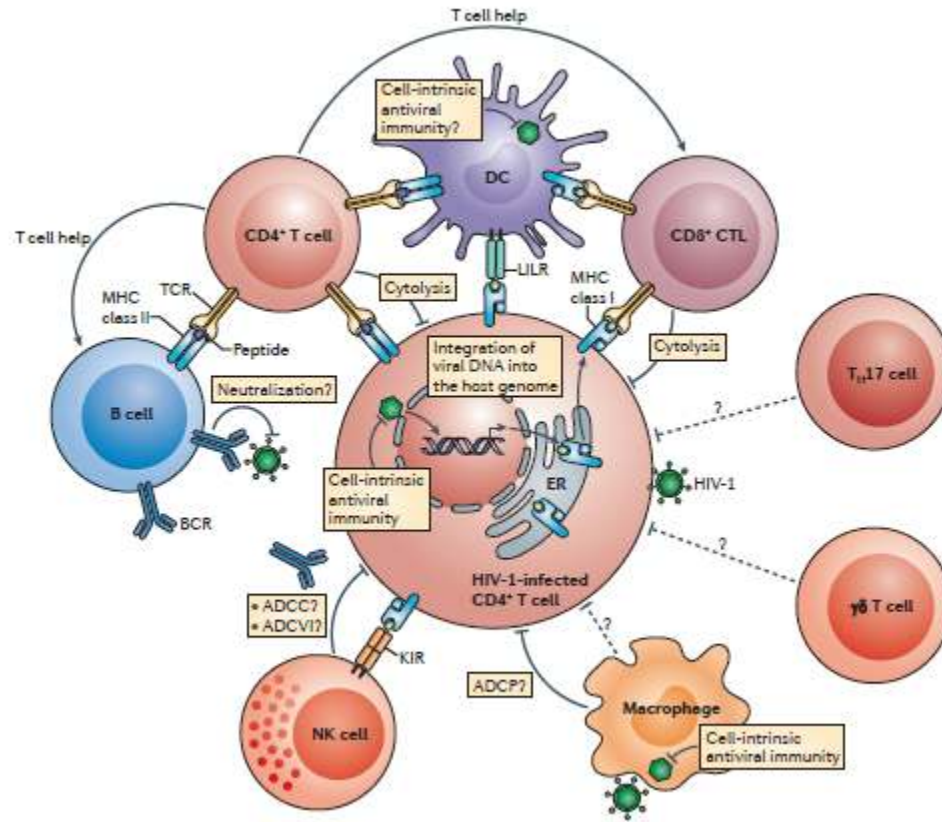 T cell help
Cell-intrinsic
antiviral
immunity?
DC
CD4⁺ T cell
CD8⁺ CTL
T cell help
LILR
TCR
MHC
class II
Cytolysis
MHC
class I
Peptide
Cytolysis
Integration of
viral DNA into
the host genome
Neutralization?
T_H17 cell
?
B cell
ER
HIV-1
Cell-intrinsic
antiviral
immunity
BCR
?
HIV-1-infected
CD4⁺ T cell
γδ T cell
• ADCC?
• ADCVI?
?
KIR
ADCP?
Macrophage
NK cell
Cell-intrinsic
antiviral immunity